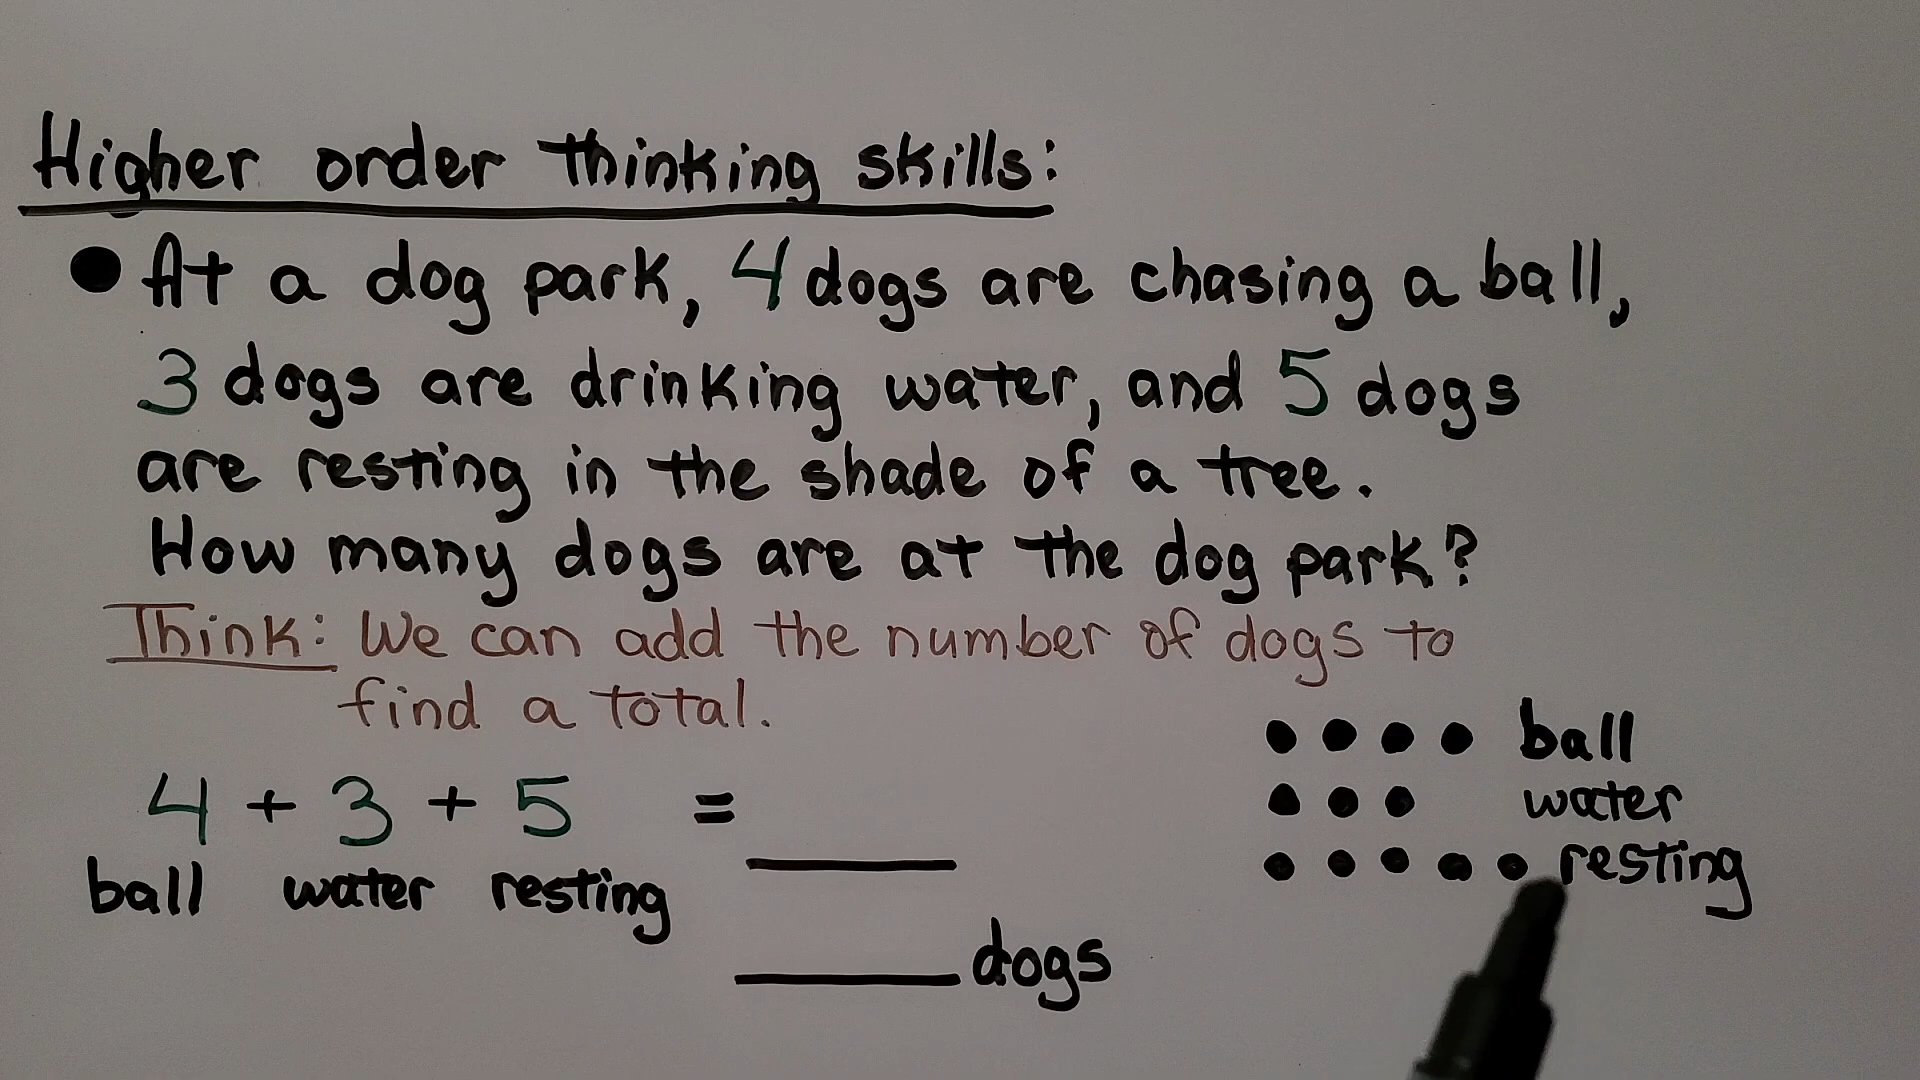 Higher order thinking skills:
● At a dog park, 4 dogs are chasing a ball,
3 dogs are drinking water, and 5 dogs
are resting in the shade of a tree.
How many dogs are at the dog park?
Think: We can add the number of dogs to
find a total.
4 + 3 + 5 = ____
ball water resting
____ dogs
● ● ● ● ball
● ● ● water
● ● ● ● ● resting